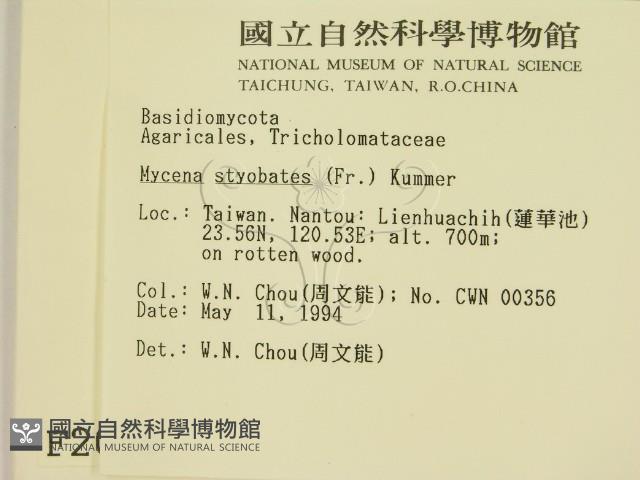 國立自然科學博物館
NATIONAL MUSEUM OF NATURAL SCIENCE
TAICHUNG, TAIWAN, R.O.CHINA
Basidiomycota
Agaricales, Tricholomataceae
Mycena styobates (Fr.) Kummer
Loc.: Taiwan. Nantou: Lienhuachih(蓮華池)
23.56N, 120.53E; alt. 700m;
on rotten wood.
Col.: W.N. Chou(周文能); No. CWN 00356
Date: May 11, 1994
Det.: W.N. Chou(周文能)
國立自然科學博物館
NATIONAL MUSEUM OF NATURAL SCIENCE